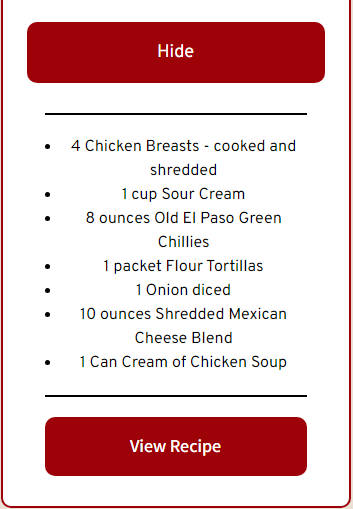 Hide
4 Chicken Breasts - cooked and
shredded
1 cup Sour Cream
8 ounces Old El Paso Green
Chillies
1 packet Flour Tortillas
1 Onion diced
10 ounces Shredded Mexican
Cheese Blend
1 Can Cream of Chicken Soup
View Recipe